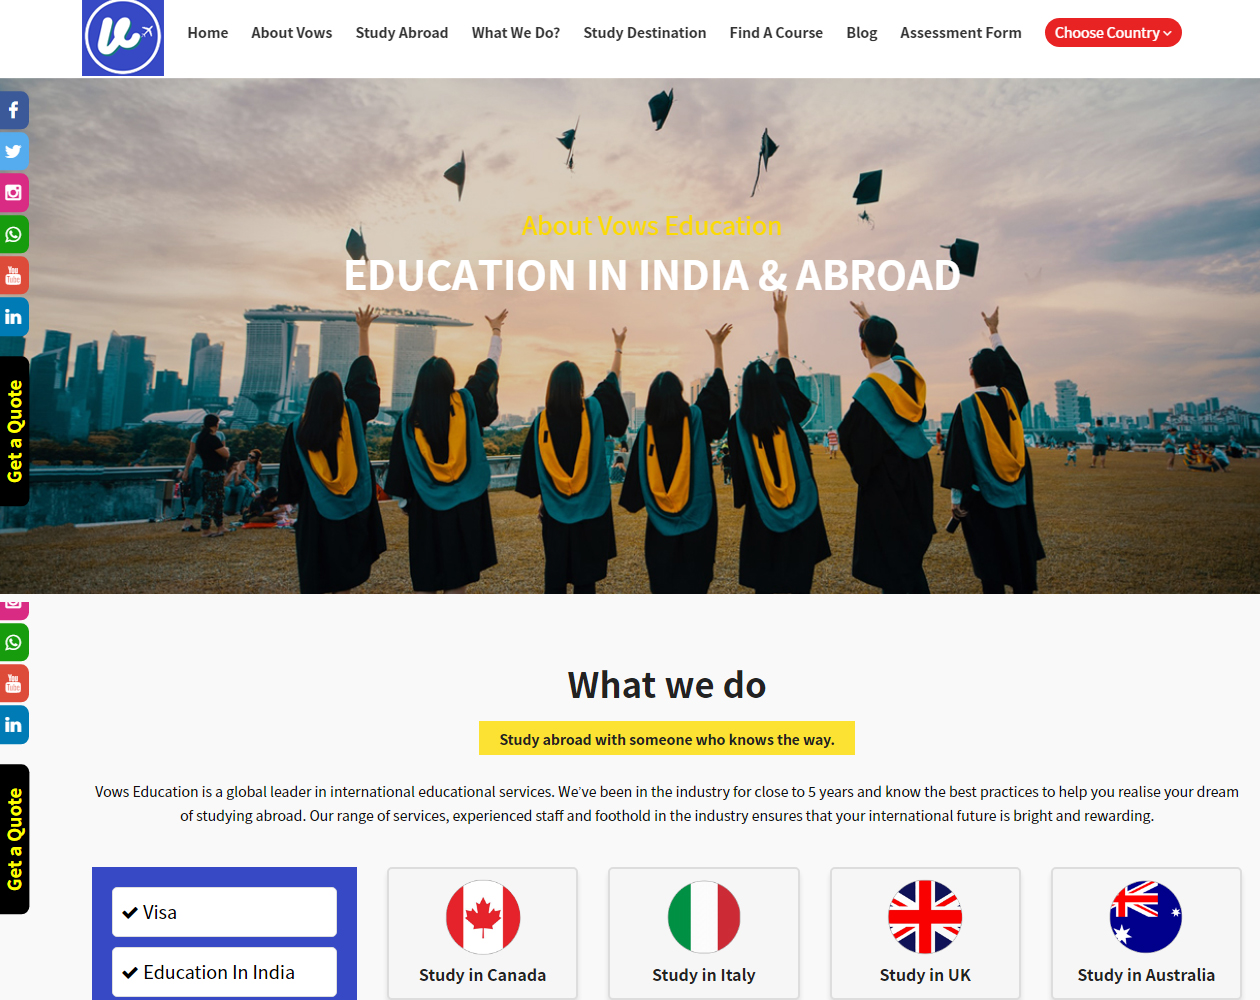 Home About Vows Study Abroad What We Do? Study Destination Find A Course Blog Assessment Form Choose Country
About Vows Education
EDUCATION IN INDIA & ABROAD
You
Tube
Get a Quote
What we do
Study abroad with someone who knows the way.
Vows Education is a global leader in international educational services. We've been in the industry for close to 5 years and know the best practices to help you realise your dream
of studying abroad. Our range of services, experienced staff and foothold in the industry ensures that your international future is bright and rewarding.
You
Tube
Get a Quote
Visa
Education In India
Study in Canada
Study in Italy
Study in UK
Study in Australia